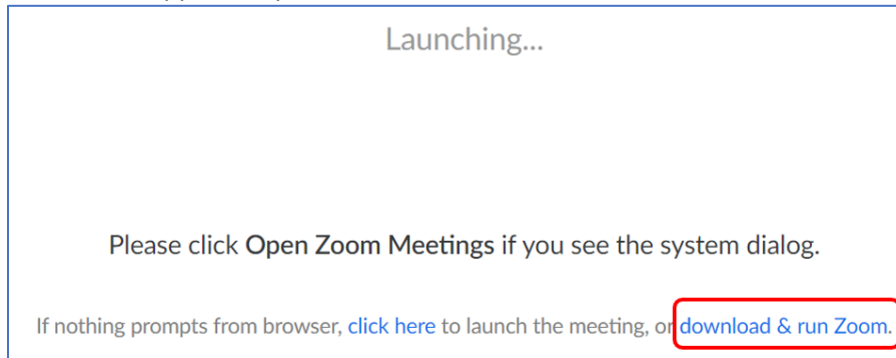 Launching...
Please click Open Zoom Meetings if you see the system dialog.
If nothing prompts from browser, click here to launch the meeting, or download & run Zoom.